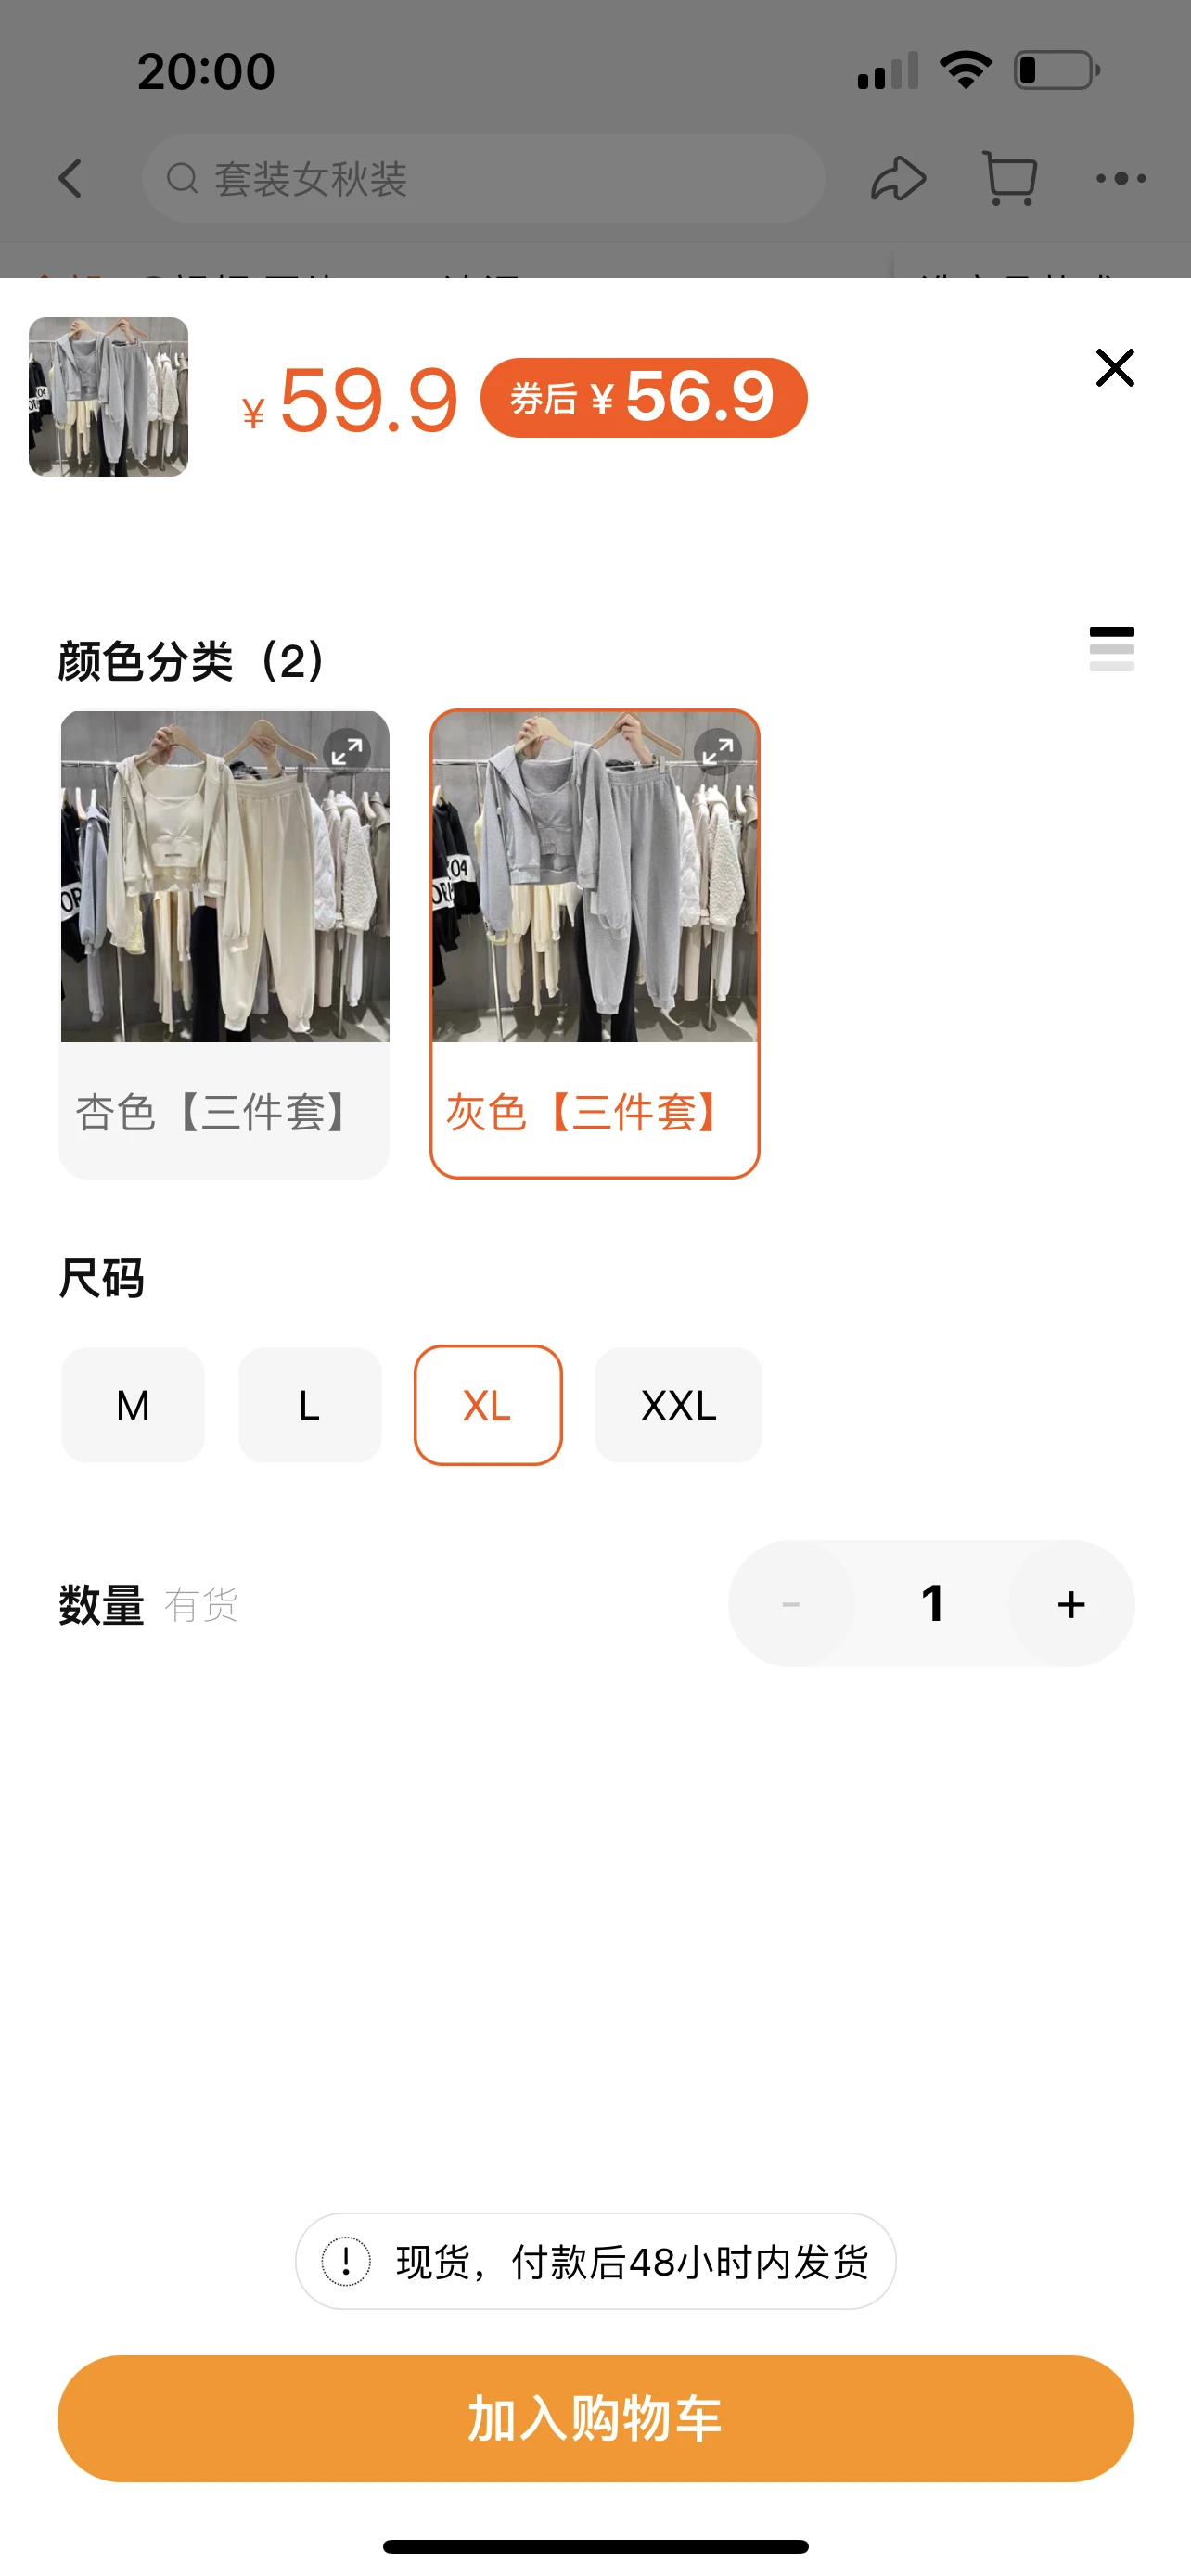 20:00
套装女秋装
¥59.9 券后¥56.9
颜色分类（2）
杏色【三件套】
灰色【三件套】
尺码
M
L
XL
XXL
数量 有货
- 1 +
现货，付款后48小时内发货
加入购物车